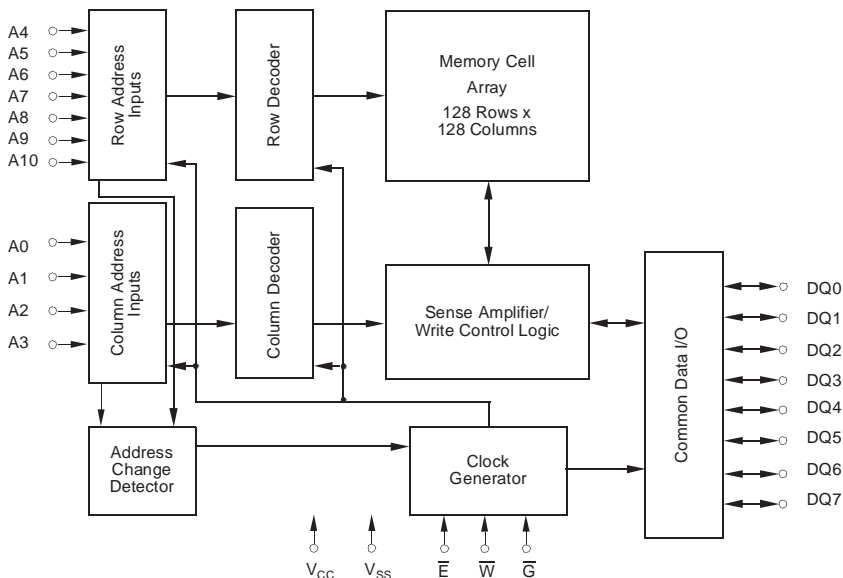 A4
A5
A6
A7
A8
A9
A10
Row Address
Inputs
Row Decoder
Memory Cell
Array
128 Rows x
128 Columns
A0
A1
A2
A3
Column Address
Inputs
Column Decoder
Sense Amplifier/
Write Control Logic
Common Data I/O
DQ0
DQ1
DQ2
DQ3
DQ4
DQ5
DQ6
DQ7
Address
Change
Detector
Clock
Generator
VCC
VSS
E̅
W̅
G̅